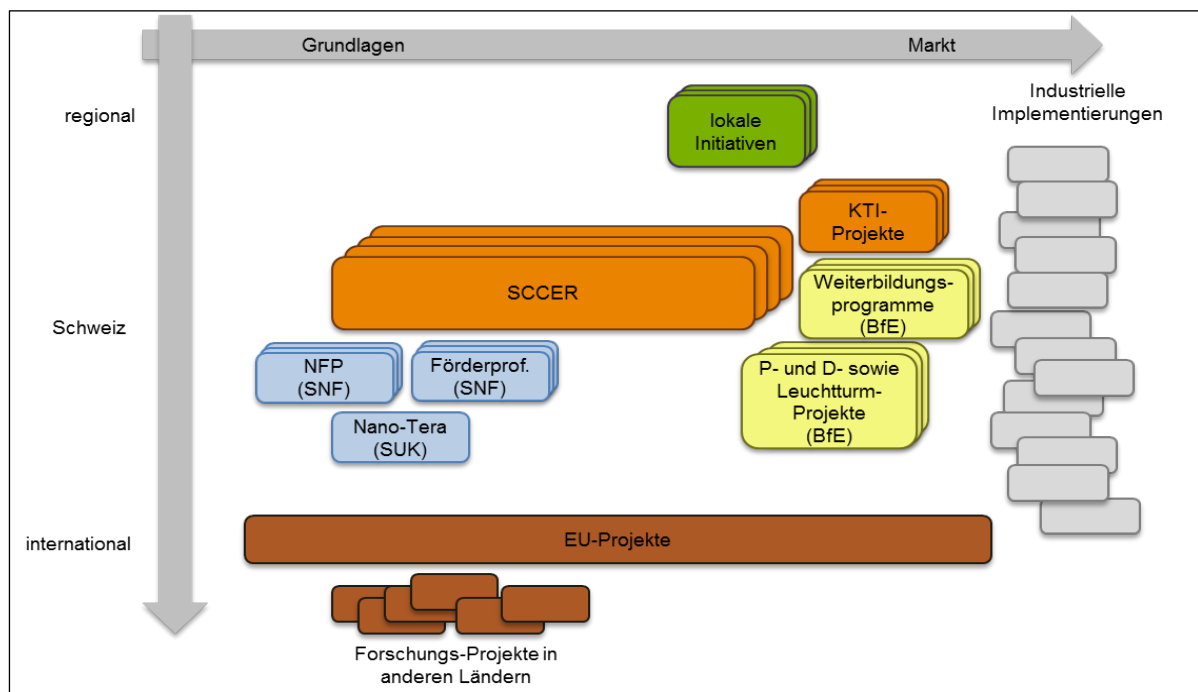 Grundlagen
Markt
regional
Industrielle
Implementierungen
lokale
Initiativen
KTI-
Projekte
SCCER
Weiterbildungs-
programme
(BfE)
Schweiz
NFP
(SNF)
Förderprof.
(SNF)
P- und D- sowie
Leuchtturm-
Projekte
(BfE)
Nano-Tera
(SUK)
international
EU-Projekte
Forschungs-Projekte in
anderen Ländern